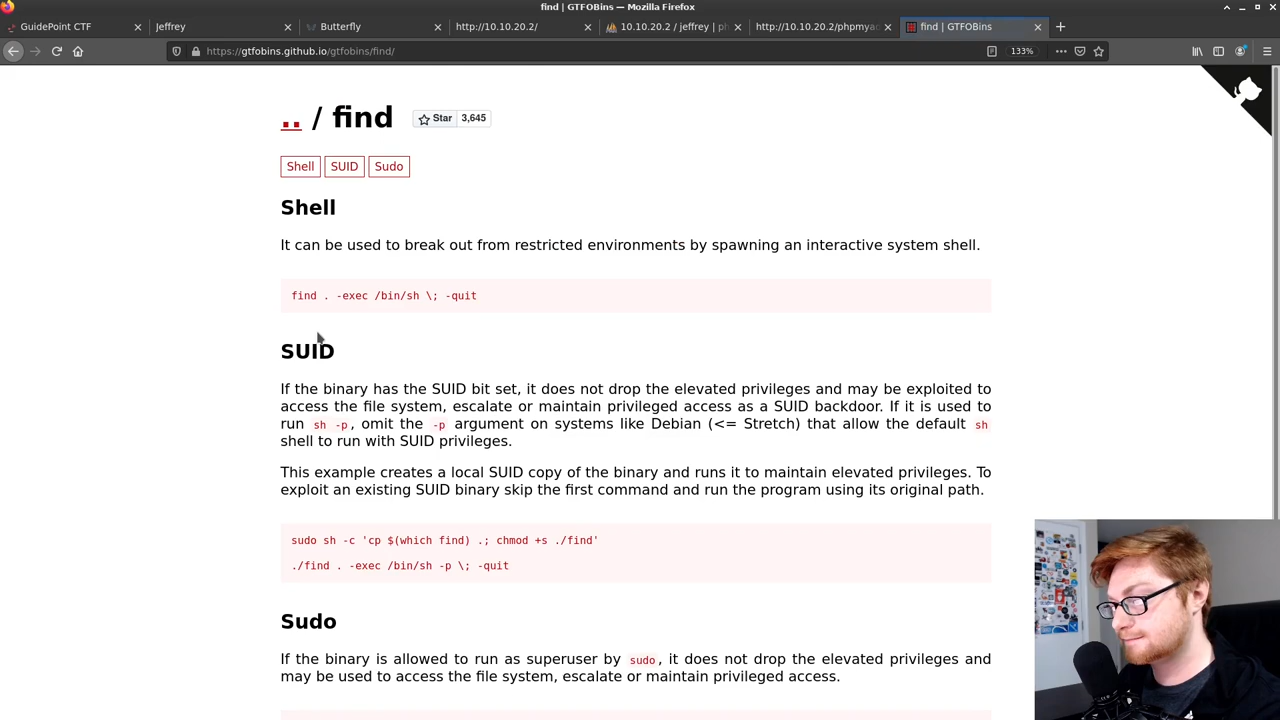 find | GTFOBins — Mozilla Firefox
GuidePoint CTF
Jeffrey
Butterfly
http://10.10.20.2/
10.10.20.2 / jeffrey | ph
http://10.10.20.2/phpmyad
find | GTFOBins
https://gtfobins.github.io/gtfobins/find/
133%
.. / find
Star 3,645
Shell SUID Sudo
Shell
It can be used to break out from restricted environments by spawning an interactive system shell.
find . -exec /bin/sh \; -quit
SUID
If the binary has the SUID bit set, it does not drop the elevated privileges and may be exploited to
access the file system, escalate or maintain privileged access as a SUID backdoor. If it is used to
run sh -p, omit the -p argument on systems like Debian (<= Stretch) that allow the default sh
shell to run with SUID privileges.
This example creates a local SUID copy of the binary and runs it to maintain elevated privileges. To
exploit an existing SUID binary skip the first command and run the program using its original path.
sudo sh -c 'cp $(which find) .; chmod +s ./find'
./find . -exec /bin/sh -p \; -quit
Sudo
If the binary is allowed to run as superuser by sudo, it does not drop the elevated privileges and
may be used to access the file system, escalate or maintain privileged access.